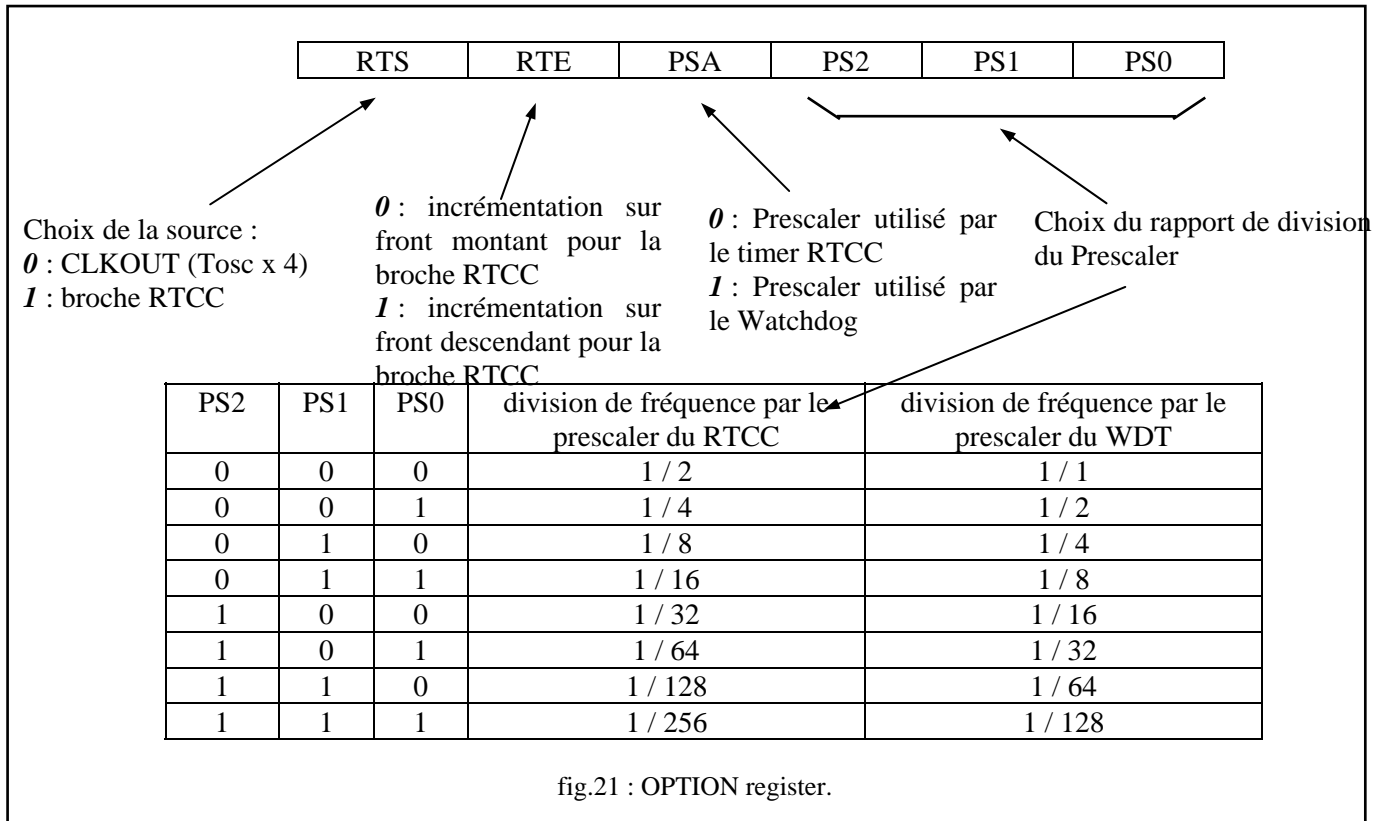 RTS RTE PSA PS2 PS1 PS0
Choix de la source :
0 : CLKOUT (Tosc x 4)
1 : broche RTCC
0 : incrémentation sur
front montant pour la
broche RTCC
1 : incrémentation sur
front descendant pour la
broche RTCC
0 : Prescaler utilisé par
le timer RTCC
1 : Prescaler utilisé par
le Watchdog
Choix du rapport de division
du Prescaler
PS2 PS1 PS0 division de fréquence par le division de fréquence par le
prescaler du RTCC prescaler du WDT
0 0 0 1 / 2 1 / 1
0 0 1 1 / 4 1 / 2
0 1 0 1 / 8 1 / 4
0 1 1 1 / 16 1 / 8
1 0 0 1 / 32 1 / 16
1 0 1 1 / 64 1 / 32
1 1 0 1 / 128 1 / 64
1 1 1 1 / 256 1 / 128
fig.21 : OPTION register.